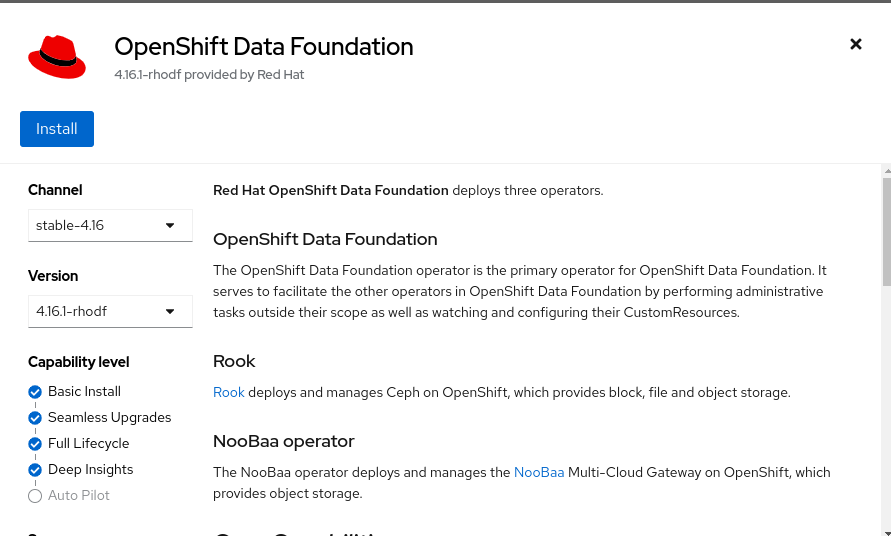 OpenShift Data Foundation
4.16.1-rhodf provided by Red Hat
Install
Channel
stable-4.16
Version
4.16.1-rhodf
Capability level
Basic Install
Seamless Upgrades
Full Lifecycle
Deep Insights
Auto Pilot
Red Hat OpenShift Data Foundation deploys three operators.
OpenShift Data Foundation
The OpenShift Data Foundation operator is the primary operator for OpenShift Data Foundation. It
serves to facilitate the other operators in OpenShift Data Foundation by performing administrative
tasks outside their scope as well as watching and configuring their CustomResources.
Rook
Rook deploys and manages Ceph on OpenShift, which provides block, file and object storage.
NooBaa operator
The NooBaa operator deploys and manages the NooBaa Multi-Cloud Gateway on OpenShift, which
provides object storage.